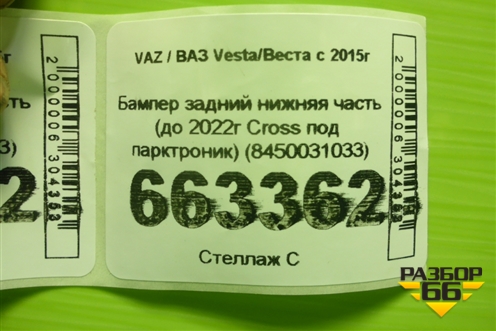 VAZ / ВАЗ Vesta/Веста с 2015г
Бампер задний нижняя часть
(до 2022г Cross под
парктроник) (8450031033)
663362
Стеллаж С
2000006304353
РАЗБОР
66